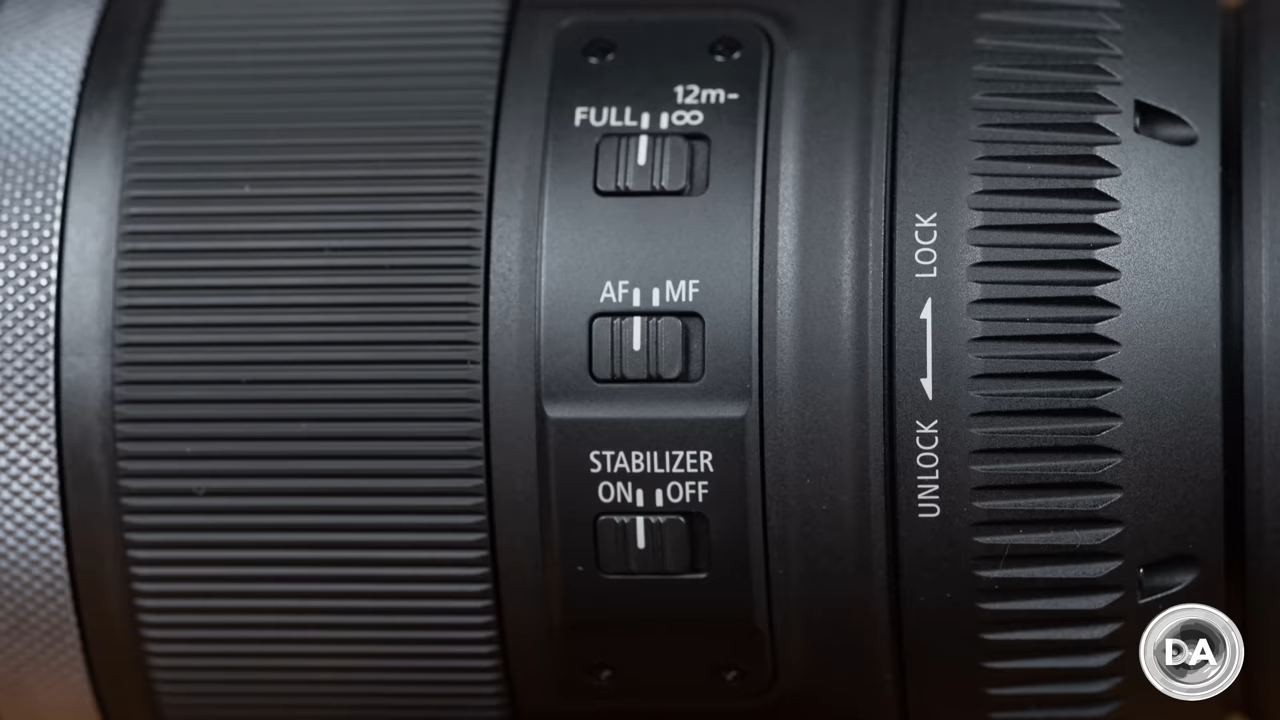 12m-
FULL ∞
AF MF
STABILIZER
ON OFF
LOCK
UNLOCK
DA